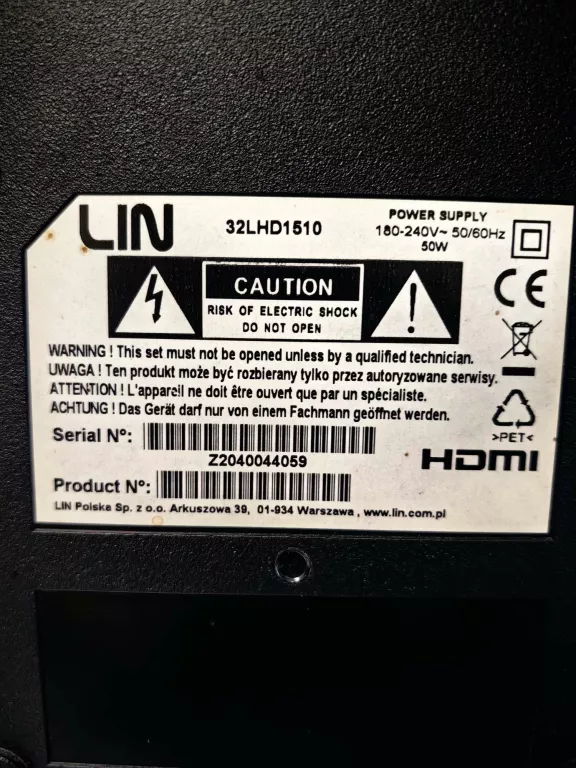 LIN
32LHD1510
POWER SUPPLY
180-240V~ 50/60Hz
50W
CAUTION
RISK OF ELECTRIC SHOCK
DO NOT OPEN
WARNING ! This set must not be opened unless by a qualified technician.
UWAGA ! Ten produkt może być rozbierany tylko przez autoryzowane serwisy.
ATTENTION ! L'appareil ne doit être ouvert que par un spécialiste.
ACHTUNG ! Das Gerät darf nur von einem Fachmann geöffnet werden.
Serial N°:
Z2040044059
Product N°:
LIN Polska Sp. z o.o. Arkuszowa 39, 01-934 Warszawa , www.lin.com.pl
CE
>PET<
HDMI